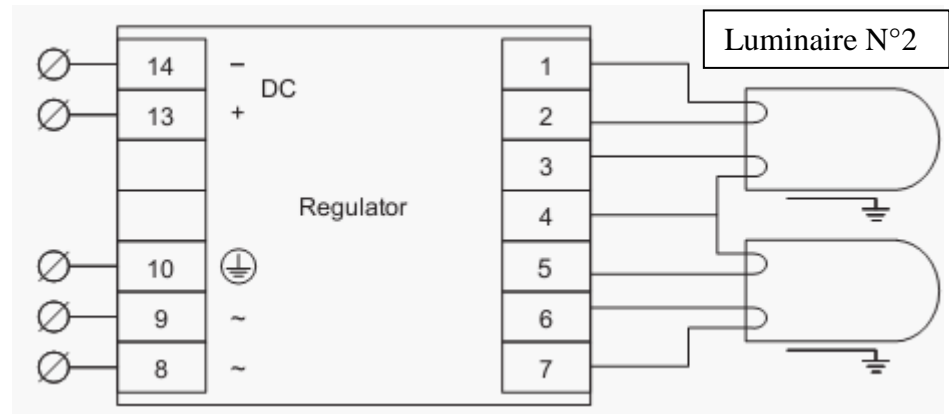 Luminaire N°2
14 – 1
DC
13 + 2
3
Regulator
4
10 5
9 ~ 6
8 ~ 7